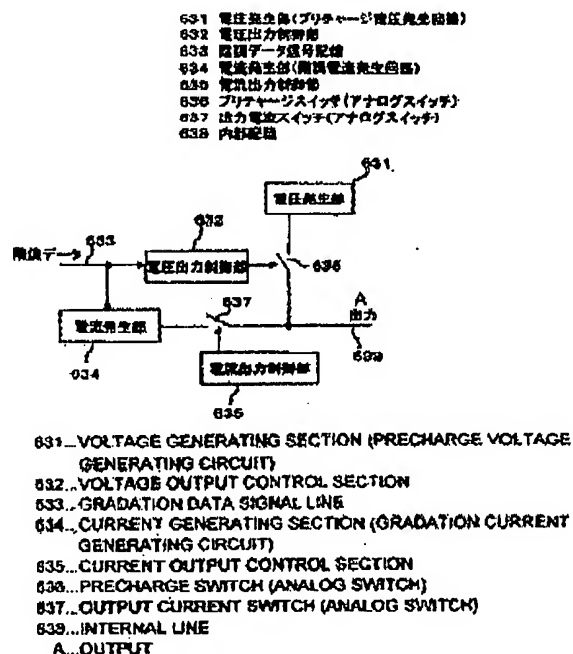 631 電圧発生部(プリチャージ電圧発生回路)
632 電圧出力制御部
633 階調データ信号配線
634 電流発生部(階調電流発生回路)
635 電流出力制御部
636 プリチャージスイッチ(アナログスイッチ)
637 出力電流スイッチ(アナログスイッチ)
638 内部配線
631
電圧発生部
632
階調データ
633
電圧出力制御部
636
637
A
出力
電流発生部
639
634
電流出力制御部
635
631...VOLTAGE GENERATING SECTION (PRECHARGE VOLTAGE
GENERATING CIRCUIT)
632...VOLTAGE OUTPUT CONTROL SECTION
633...GRADATION DATA SIGNAL LINE
634...CURRENT GENERATING SECTION (GRADATION CURRENT
GENERATING CIRCUIT)
635...CURRENT OUTPUT CONTROL SECTION
636...PRECHARGE SWITCH (ANALOG SWITCH)
637...OUTPUT CURRENT SWITCH (ANALOG SWITCH)
639...INTERNAL LINE
A...OUTPUT